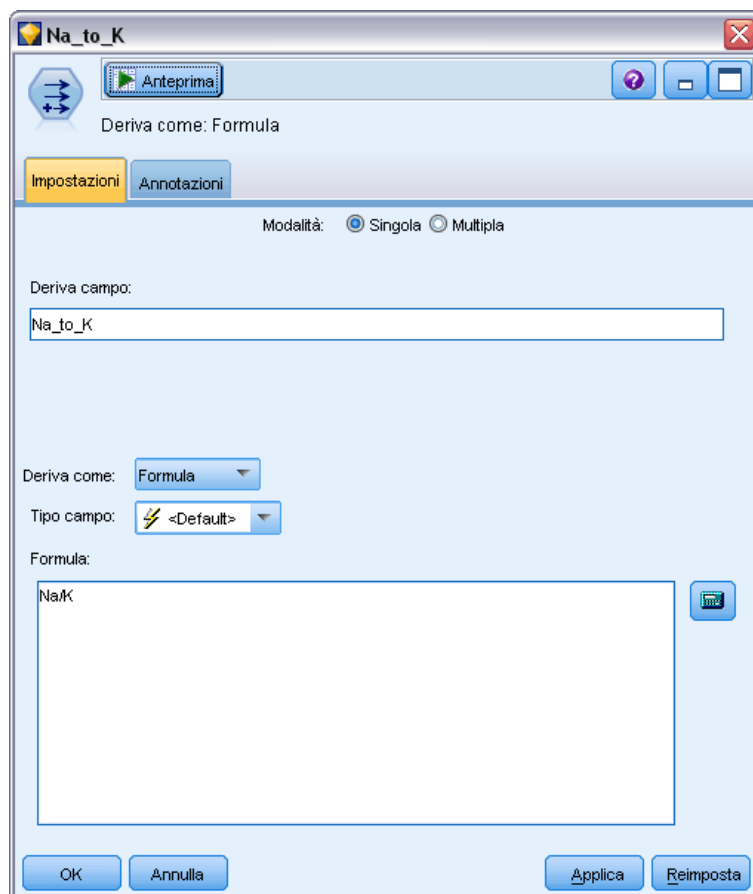 Na_to_K
Anteprima
Deriva come: Formula
Impostazioni Annotazioni
Modalità: Singola Multipla
Deriva campo:
Na_to_K
Deriva come: Formula
Tipo campo: <Default>
Formula:
Na/K
OK Annulla Applica Reimposta